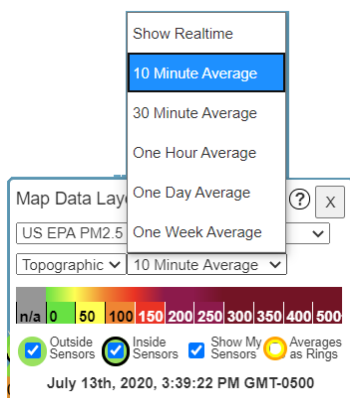 Show Realtime
10 Minute Average
30 Minute Average
One Hour Average
One Day Average
One Week Average
Map Data Lay
? X
US EPA PM2.5
Topographic 10 Minute Average
n/a 0 50 100 150 200 250 300 350 400 500
Outside Sensors
Inside Sensors
Show My Sensors
Averages as Rings
July 13th, 2020, 3:39:22 PM GMT-0500